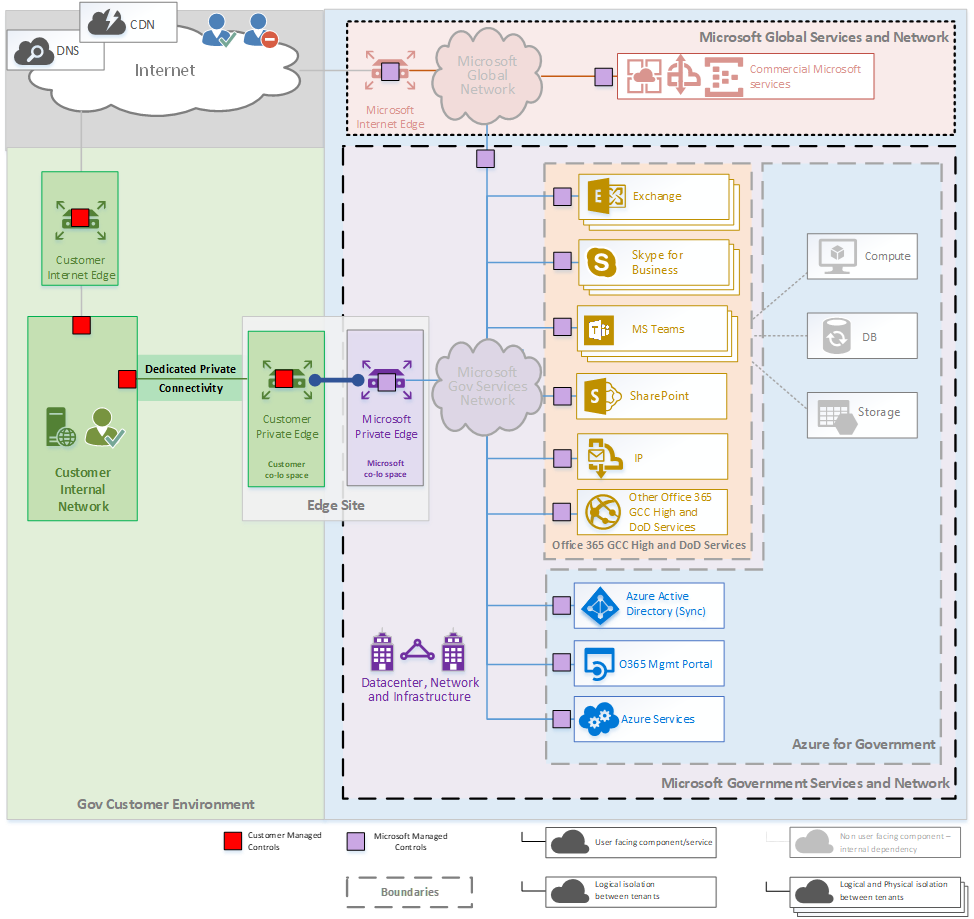 CDN
DNS
Internet
Microsoft Global Services and Network
Microsoft
Internet Edge
Microsoft
Global
Network
Commercial Microsoft
services
Customer
Internet Edge
Exchange
Skype for
Business
MS Teams
SharePoint
IP
Other Office 365
GCC High and
DoD Services
Office 365 GCC High and DoD Services
Compute
DB
Storage
Dedicated Private
Connectivity
Customer
Internal
Network
Customer
Private Edge
Customer
co-lo space
Microsoft
Private Edge
Microsoft
co-lo space
Edge Site
Microsoft
Gov Services
Network
Azure Active
Directory (Sync)
O365 Mgmt Portal
Azure Services
Azure for Government
Datacenter, Network
and Infrastructure
Microsoft Government Services and Network
Gov Customer Environment
Customer Managed
Controls
Microsoft Managed
Controls
User facing component/service
Non user facing component –
internal dependency
Boundaries
Logical isolation
between tenants
Logical and Physical isolation
between tenants